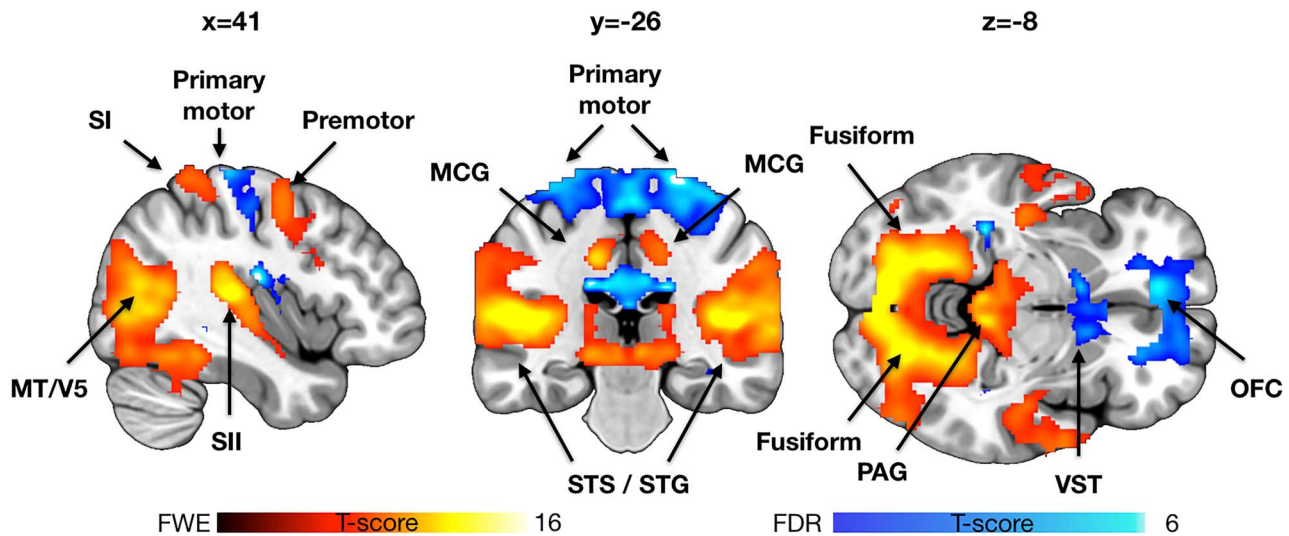 x=41
y=-26
z=-8
Primary
motor
SI
Premotor
MT/V5
SII
Primary
motor
MCG
MCG
STS / STG
Fusiform
Fusiform
PAG
VST
OFC
FWE T-score 16
FDR T-score 6